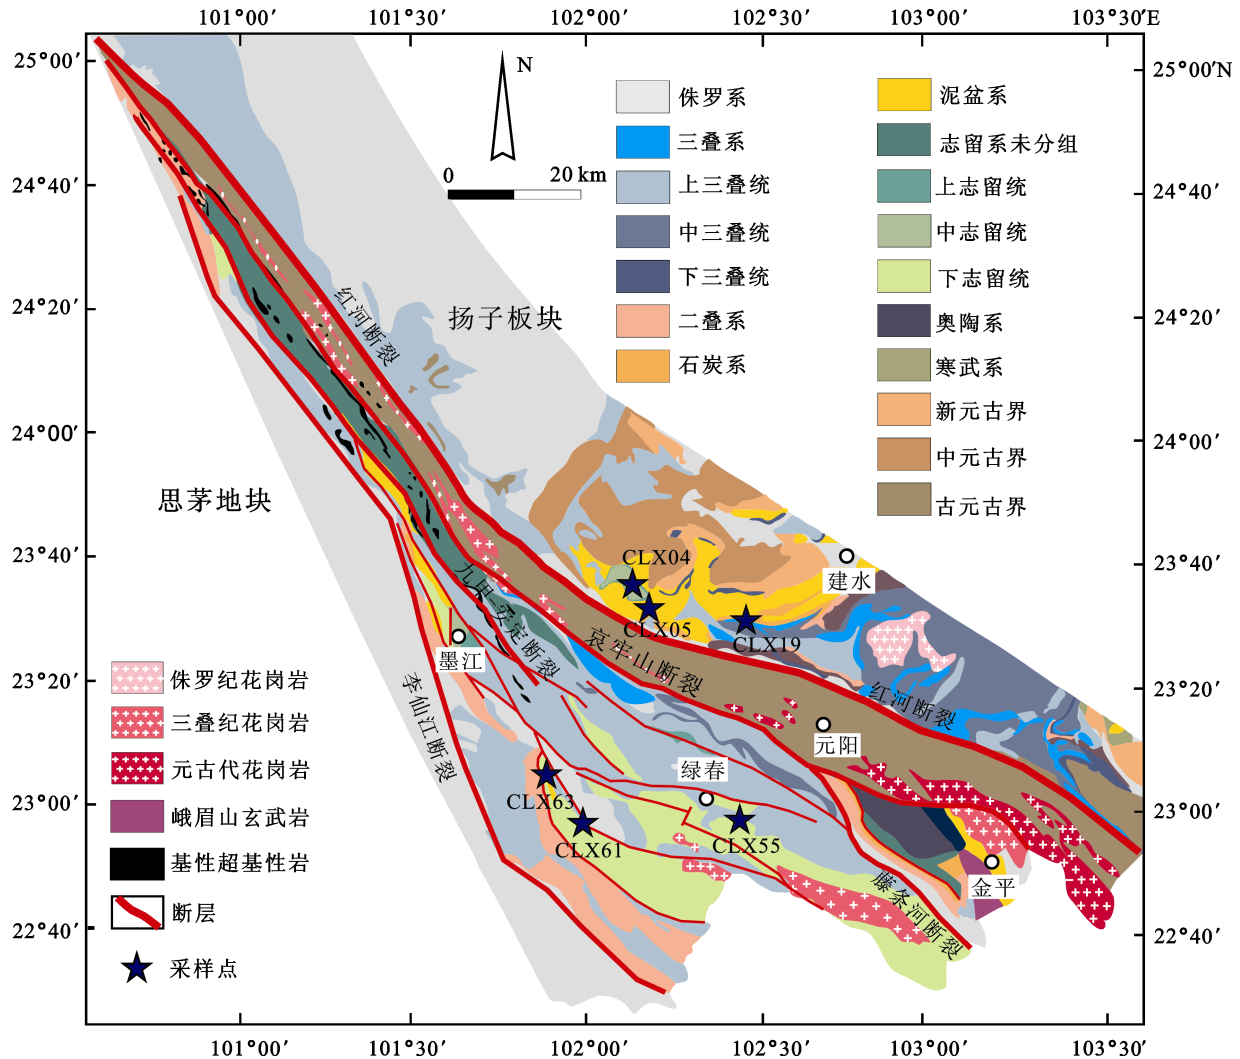 101°00′ 101°30′ 102°00′ 102°30′ 103°00′ 103°30′E
25°00′
24°40′
24°20′
24°00′
23°40′
23°20′
23°00′
22°40′
25°00′N
24°40′
24°20′
24°00′
23°40′
23°20′
23°00′
22°40′
N
0 20 km
侏罗系
三叠系
上三叠统
中三叠统
下三叠统
二叠系
石炭系
泥盆系
志留系未分组
上志留统
中志留统
下志留统
奥陶系
寒武系
新元古界
中元古界
古元古界
红河断裂
扬子板块
思茅地块
CLX04
CLX05
CLX19
建水
九甲-安定断裂
哀牢山断裂
墨江
李仙江断裂
红河断裂
元阳
绿春
CLX63
CLX61
CLX55
藤条河断裂
金平
侏罗纪花岗岩
三叠纪花岗岩
元古代花岗岩
峨眉山玄武岩
基性超基性岩
断层
采样点
101°00′ 101°30′ 102°00′ 102°30′ 103°00′ 103°30′